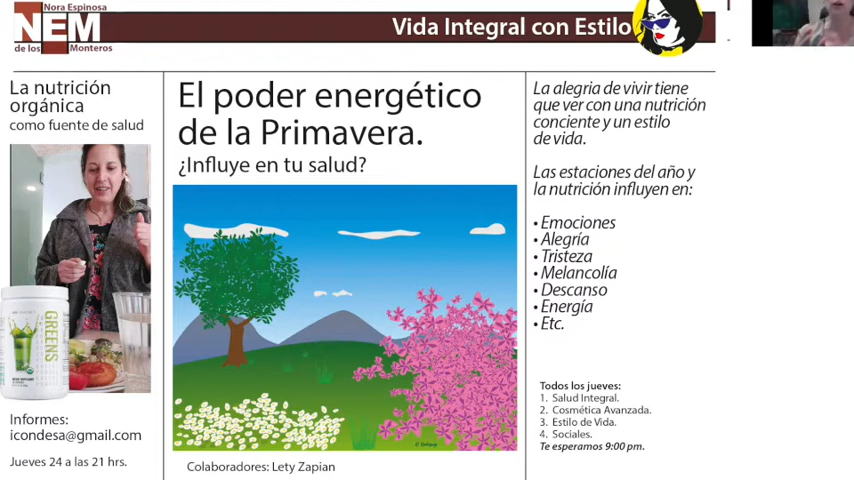 Nora Espinosa
NEM
de los Monteros
Vida Integral con Estilo
La nutrición
orgánica
como fuente de salud
GREENS
Informes:
icondesa@gmail.com
Jueves 24 a las 21 hrs.
El poder energético
de la Primavera.
¿Influye en tu salud?
Colaboradores: Lety Zapian
La alegria de vivir tiene
que ver con una nutrición
conciente y un estilo
de vida.
Las estaciones del año y
la nutrición influyen en:
• Emociones
• Alegría
• Tristeza
• Melancolía
• Descanso
• Energía
• Etc.
Todos los jueves:
1. Salud Integral.
2. Cosmética Avanzada.
3. Estilo de Vida.
4. Sociales.
Te esperamos 9:00 pm.